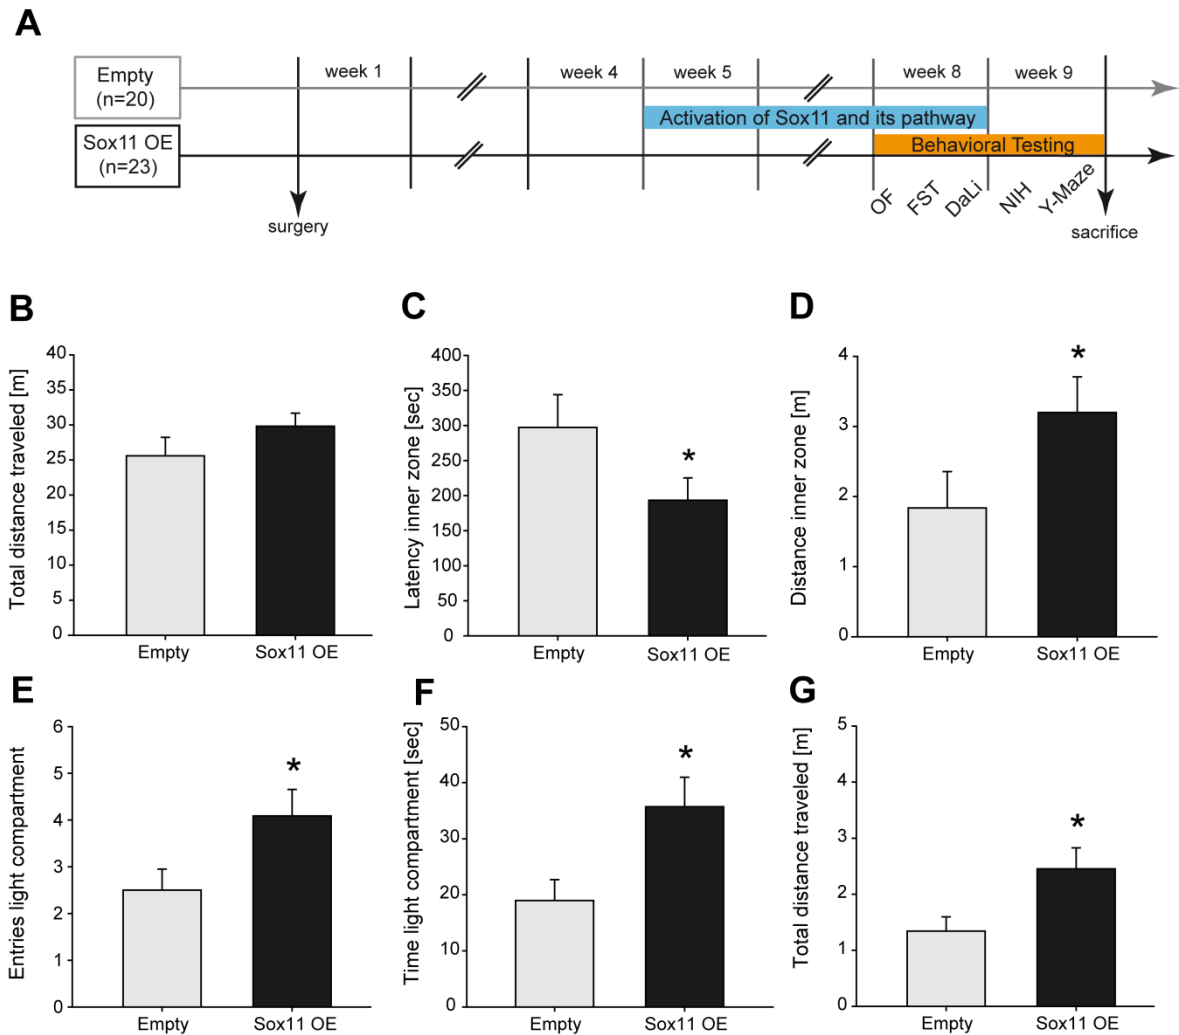 A
Empty
(n=20)
week 1
week 4
week 5
week 8
week 9
Activation of Sox11 and its pathway
Sox11 OE
(n=23)
Behavioral Testing
OF
FST
DaLi
NIH
Y-Maze
surgery
sacrifice
B
Total distance traveled [m]
40
35
30
25
20
15
10
5
0
Empty
Sox11 OE
C
Latency inner zone [sec]
400
350
300
250
200
150
100
50
0
*
Empty
Sox11 OE
D
Distance inner zone [m]
4
3
2
1
0
*
Empty
Sox11 OE
E
Entries light compartment
6
5
4
3
2
1
0
*
Empty
Sox11 OE
F
Time light compartment [sec]
50
40
30
20
10
0
*
Empty
Sox11 OE
G
Total distance traveled [m]
5
4
3
2
1
0
*
Empty
Sox11 OE